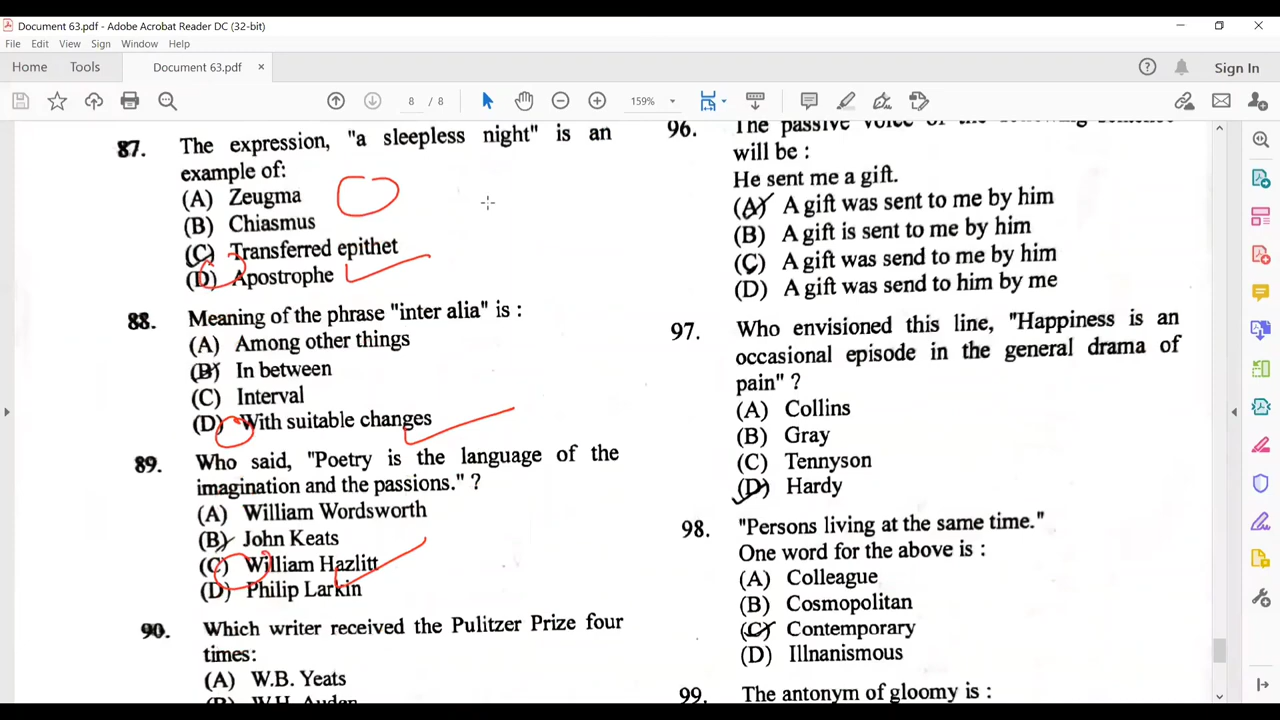 Document 63.pdf - Adobe Acrobat Reader DC (32-bit)
File Edit View Sign Window Help
Home Tools Document 63.pdf × Sign In
8 / 8 159%
87. The expression, "a sleepless night" is an
example of:
(A) Zeugma
(B) Chiasmus
(C) Transferred epithet
(D) Apostrophe
88. Meaning of the phrase "inter alia" is :
(A) Among other things
(B) In between
(C) Interval
(D) With suitable changes
89. Who said, "Poetry is the language of the
imagination and the passions." ?
(A) William Wordsworth
(B) John Keats
(C) William Hazlitt
(D) Philip Larkin
90. Which writer received the Pulitzer Prize four
times:
(A) W.B. Yeats
(B) W.H. Auden
96. The passive voice of the following sentence
will be :
He sent me a gift.
(A) A gift was sent to me by him
(B) A gift is sent to me by him
(C) A gift was send to me by him
(D) A gift was send to him by me
97. Who envisioned this line, "Happiness is an
occasional episode in the general drama of
pain" ?
(A) Collins
(B) Gray
(C) Tennyson
(D) Hardy
98. "Persons living at the same time."
One word for the above is :
(A) Colleague
(B) Cosmopolitan
(C) Contemporary
(D) Illnanismous
99. The antonym of gloomy is :